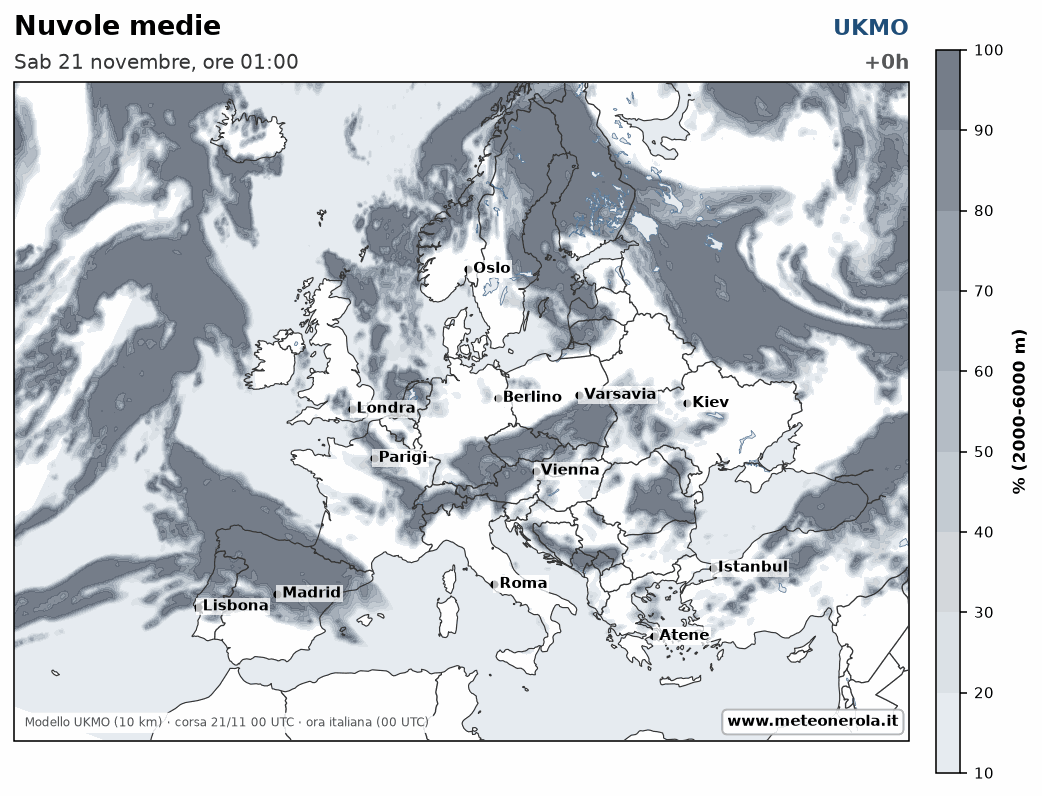 Nuvole medie
UKMO
Sab 21 novembre, ore 01:00
+0h
100
90
80
70
60
50
40
30
20
10
% (2000-6000 m)
Oslo
Londra
Berlino
Varsavia
Kiev
Parigi
Vienna
Istanbul
Roma
Madrid
Lisbona
Atene
Modello UKMO (10 km) · corsa 21/11 00 UTC · ora italiana (00 UTC)
www.meteonerola.it